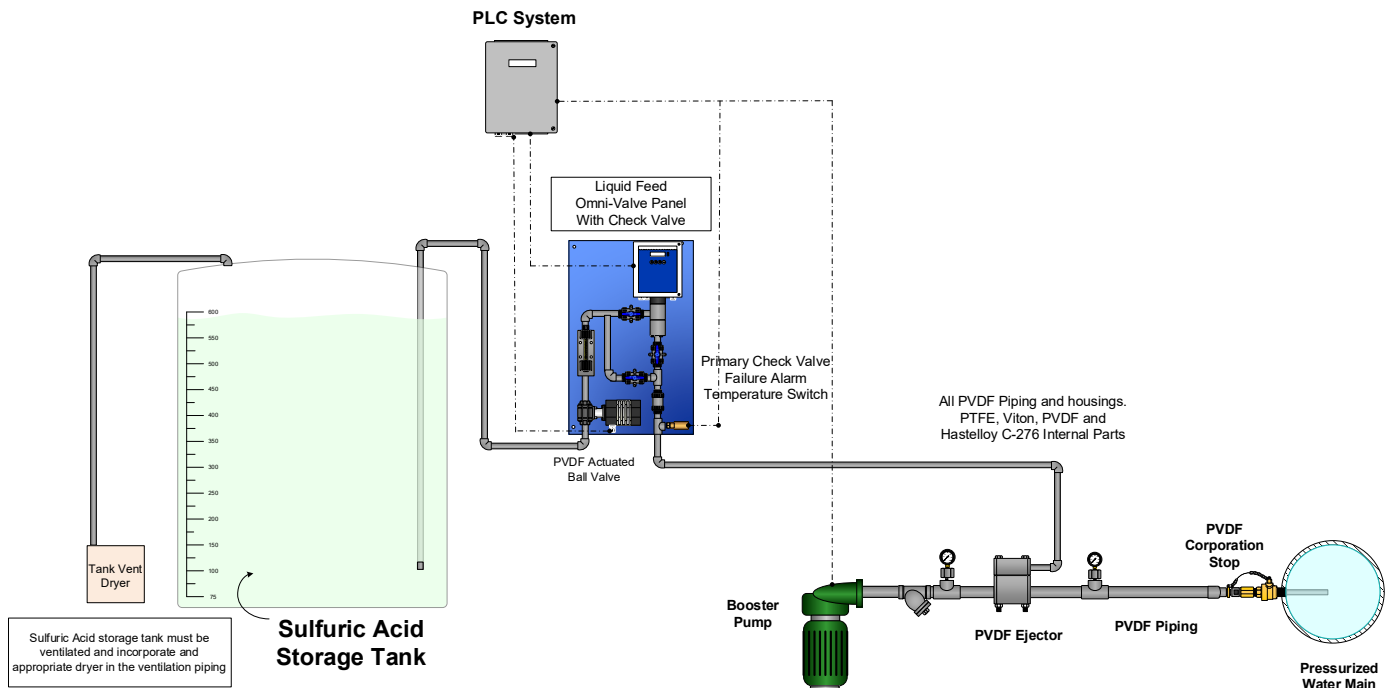 PLC System
Liquid Feed
Omni-Valve Panel
With Check Valve
600
550
500
450
400
350
300
250
200
150
100
75
Primary Check Valve
Failure Alarm
Temperature Switch
All PVDF Piping and housings.
PTFE, Viton, PVDF and
Hastelloy C-276 Internal Parts
PVDF Actuated
Ball Valve
Tank Vent
Dryer
PVDF
Corporation
Stop
Booster
Pump
PVDF Ejector
PVDF Piping
Sulfuric Acid storage tank must be
ventilated and incorporate and
appropriate dryer in the ventilation piping
Sulfuric Acid
Storage Tank
Pressurized
Water Main